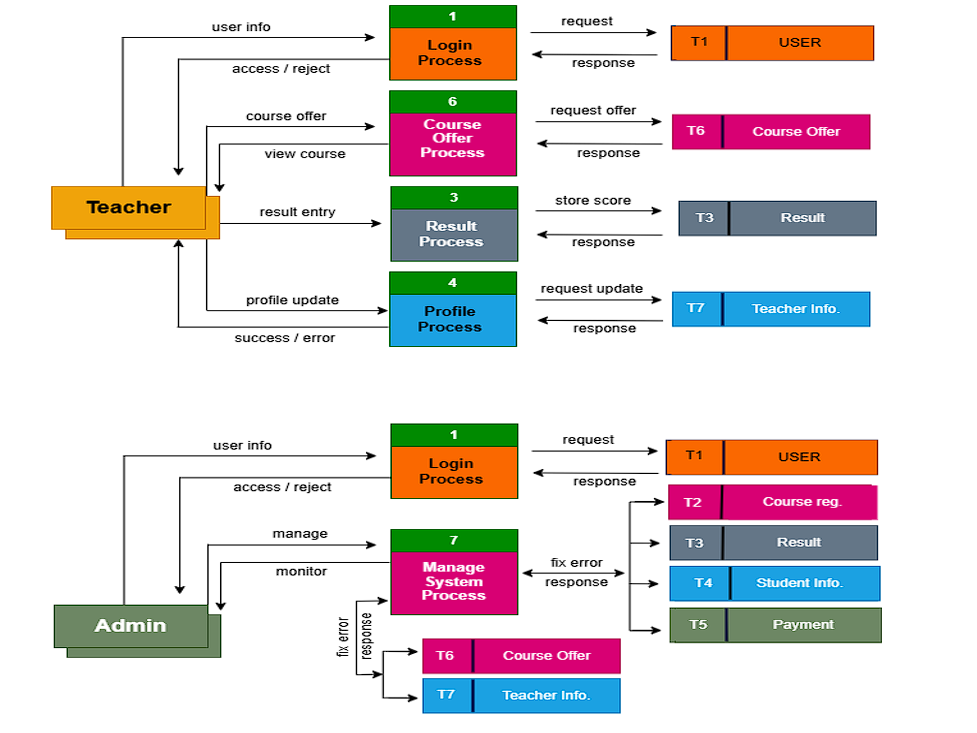 1
user info
Login
Process
request
T1
USER
access / reject
response
6
course offer
Course
Offer
Process
request offer
T6
Course Offer
view course
response
3
result entry
Result
Process
store score
T3
Result
response
4
profile update
Profile
Process
request update
T7
Teacher Info.
success / error
response
Teacher
1
user info
Login
Process
request
T1
USER
access / reject
response
T2
Course reg.
7
manage
Manage
System
Process
monitor
fix error
response
T3
Result
T4
Student Info.
T5
Payment
Admin
fix error
response
T6
Course Offer
T7
Teacher Info.